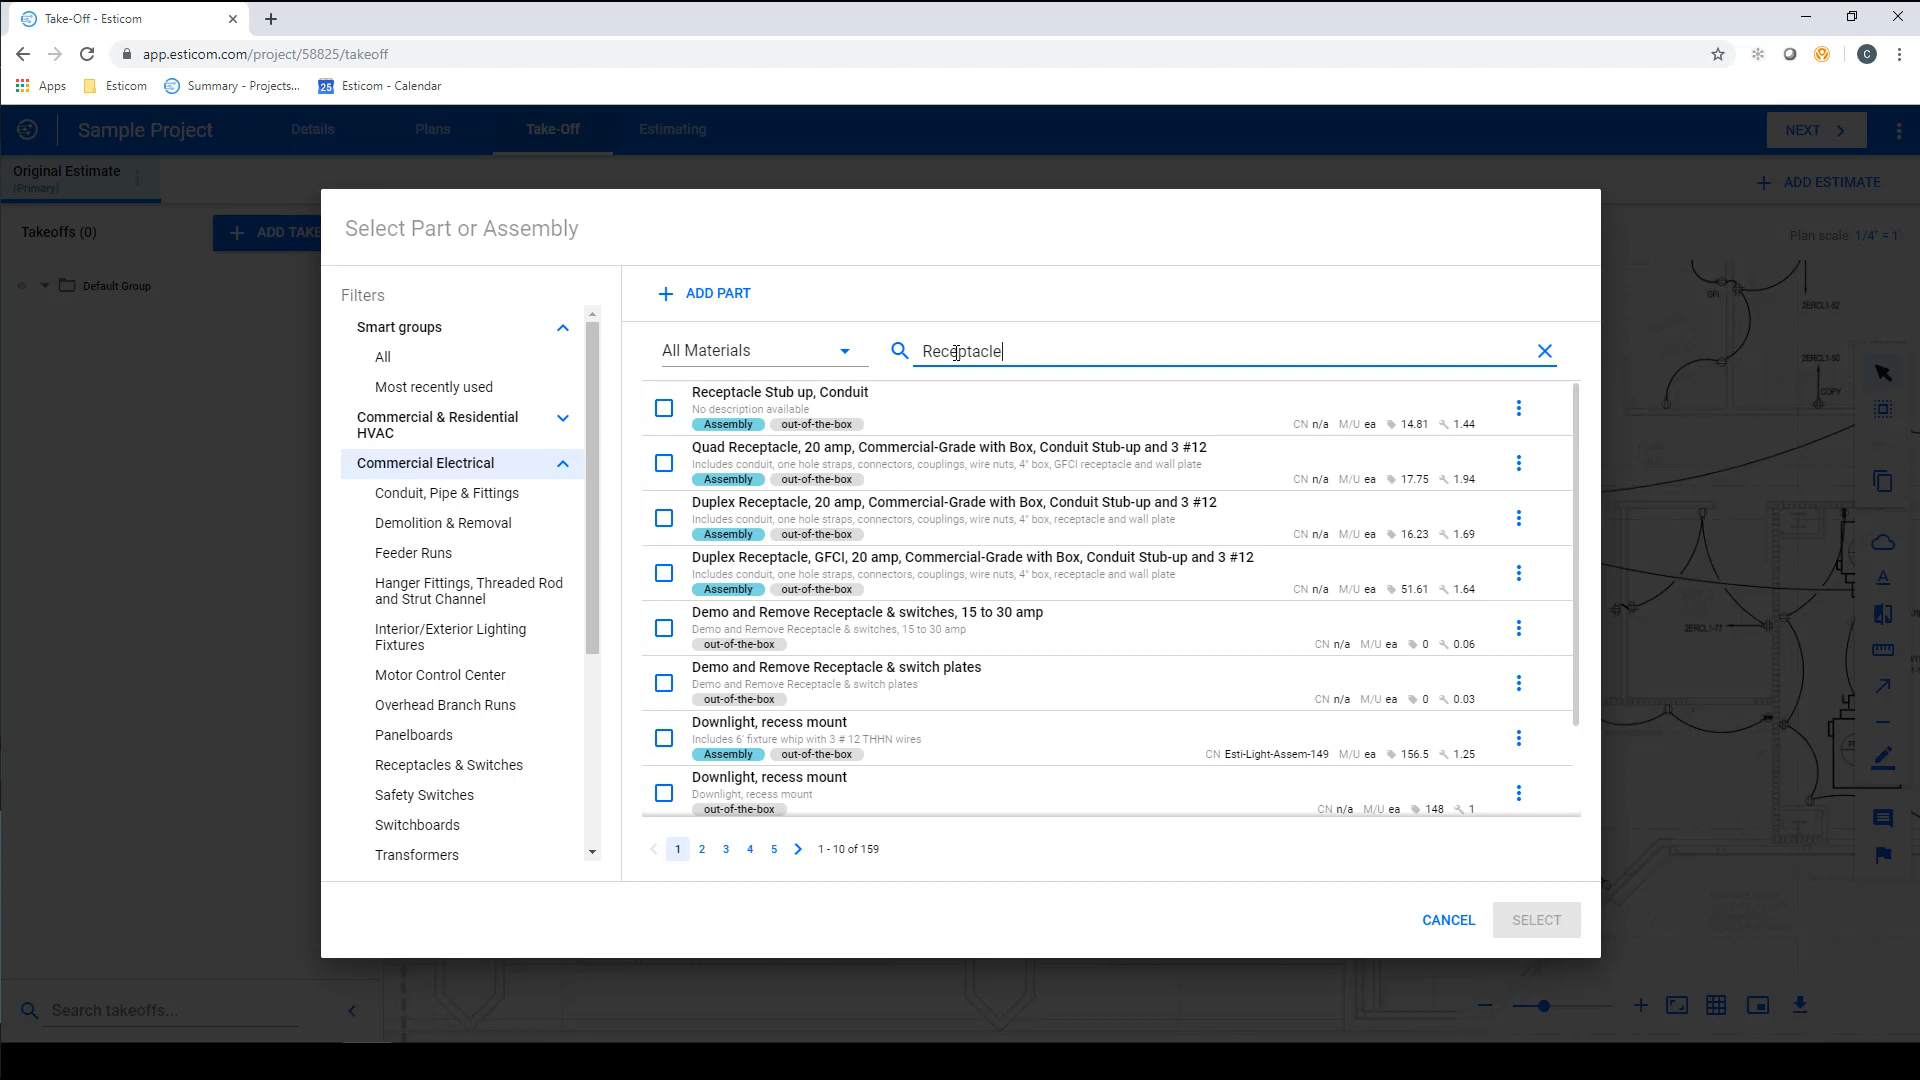 Take-Off - Esticom
app.esticom.com/project/58825/takeoff
C
Apps
Esticom
Summary - Projects...
25
Esticom - Calendar
Sample Project
Details
Plans
Take-Off
Estimating
NEXT
Original Estimate
(Primary)
ADD ESTIMATE
Takeoffs (0)
ADD TAKE
Plan scale: 1/4" = 1'
Default Group
GFI
2ERCL1-52
2ERCL1-50
COPY
2ERCL1-77
Select Part or Assembly
Filters
Smart groups
All
Most recently used
Commercial & Residential
HVAC
Commercial Electrical
Conduit, Pipe & Fittings
Demolition & Removal
Feeder Runs
Hanger Fittings, Threaded Rod
and Strut Channel
Interior/Exterior Lighting
Fixtures
Motor Control Center
Overhead Branch Runs
Panelboards
Receptacles & Switches
Safety Switches
Switchboards
Transformers
ADD PART
All Materials
Receptacle
Receptacle Stub up, Conduit
No description available
Assembly out-of-the-box CN n/a M/U ea 14.81 1.44
Quad Receptacle, 20 amp, Commercial-Grade with Box, Conduit Stub-up and 3 #12
Includes conduit, one hole straps, connectors, couplings, wire nuts, 4" box, GFCI receptacle and wall plate
Assembly out-of-the-box CN n/a M/U ea 17.75 1.94
Duplex Receptacle, 20 amp, Commercial-Grade with Box, Conduit Stub-up and 3 #12
Includes conduit, one hole straps, connectors, couplings, wire nuts, 4" box, receptacle and wall plate
Assembly out-of-the-box CN n/a M/U ea 16.23 1.69
Duplex Receptacle, GFCI, 20 amp, Commercial-Grade with Box, Conduit Stub-up and 3 #12
Includes conduit, one hole straps, connectors, couplings, wire nuts, 4" box, receptacle and wall plate
Assembly out-of-the-box CN n/a M/U ea 51.61 1.64
Demo and Remove Receptacle & switches, 15 to 30 amp
Demo and Remove Receptacle & switches, 15 to 30 amp
out-of-the-box CN n/a M/U ea 0 0.06
Demo and Remove Receptacle & switch plates
Demo and Remove Receptacle & switch plates
out-of-the-box CN n/a M/U ea 0 0.03
Downlight, recess mount
Includes 6' fixture whip with 3 # 12 THHN wires
Assembly out-of-the-box CN Esti-Light-Assem-149 M/U ea 156.5 1.25
Downlight, recess mount
Downlight, recess mount
out-of-the-box CN n/a M/U ea 148 1
1 2 3 4 5 1 - 10 of 159
CANCEL
SELECT
Search takeoffs...